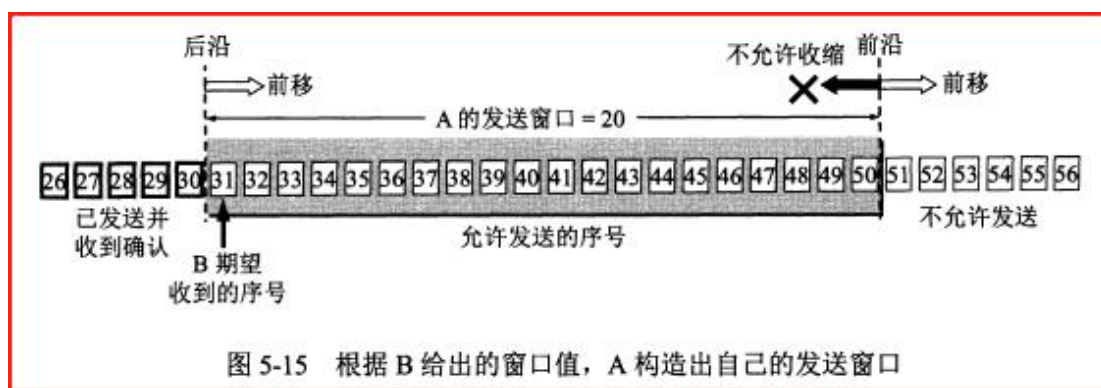 后沿
前移
不允许收缩
前沿
前移
A 的发送窗口 = 20
26 27 28 29 30 31 32 33 34 35 36 37 38 39 40 41 42 43 44 45 46 47 48 49 50 51 52 53 54 55 56
已发送并
收到确认
B 期望
收到的序号
允许发送的序号
不允许发送
图 5-15 根据 B 给出的窗口值，A 构造出自己的发送窗口